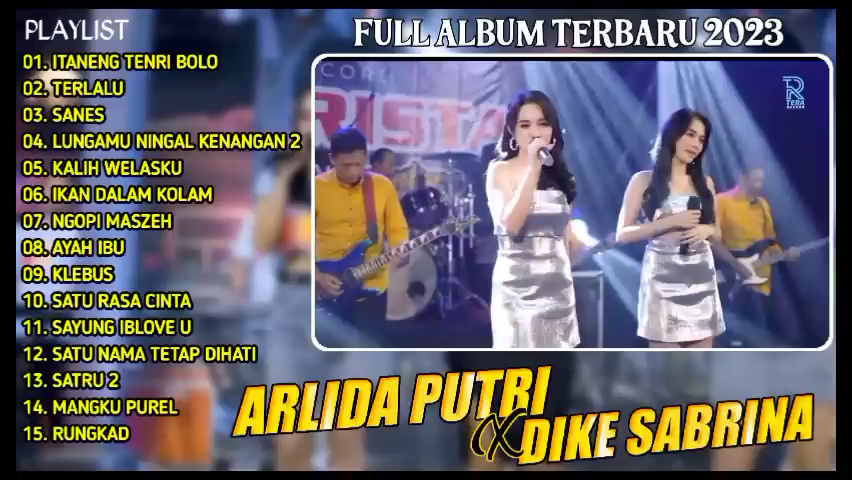 PLAYLIST
01. ITANENG TENRI BOLO
02. TERLALU
03. SANES
04. LUNGAMU NINGAL KENANGAN 2
05. KALIH WELASKU
06. IKAN DALAM KOLAM
07. NGOPI MASZEH
08. AYAH IBU
09. KLEBUS
10. SATU RASA CINTA
11. SAYUNG IBLOVE U
12. SATU NAMA TETAP DIHATI
13. SATRU 2
14. MANGKU PUREL
15. RUNGKAD
FULL ALBUM TERBARU 2023
RISTA
TR
TERA
ARLIDA PUTRI
X DIKE SABRINA